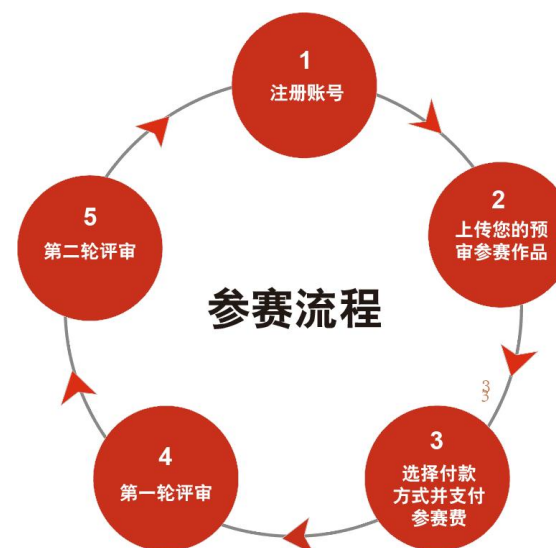 1
注册账号
2
上传您的预
审参赛作品
参赛流程
3
选择付款
方式并支付
参赛费
4
第一轮评审
5
第二轮评审